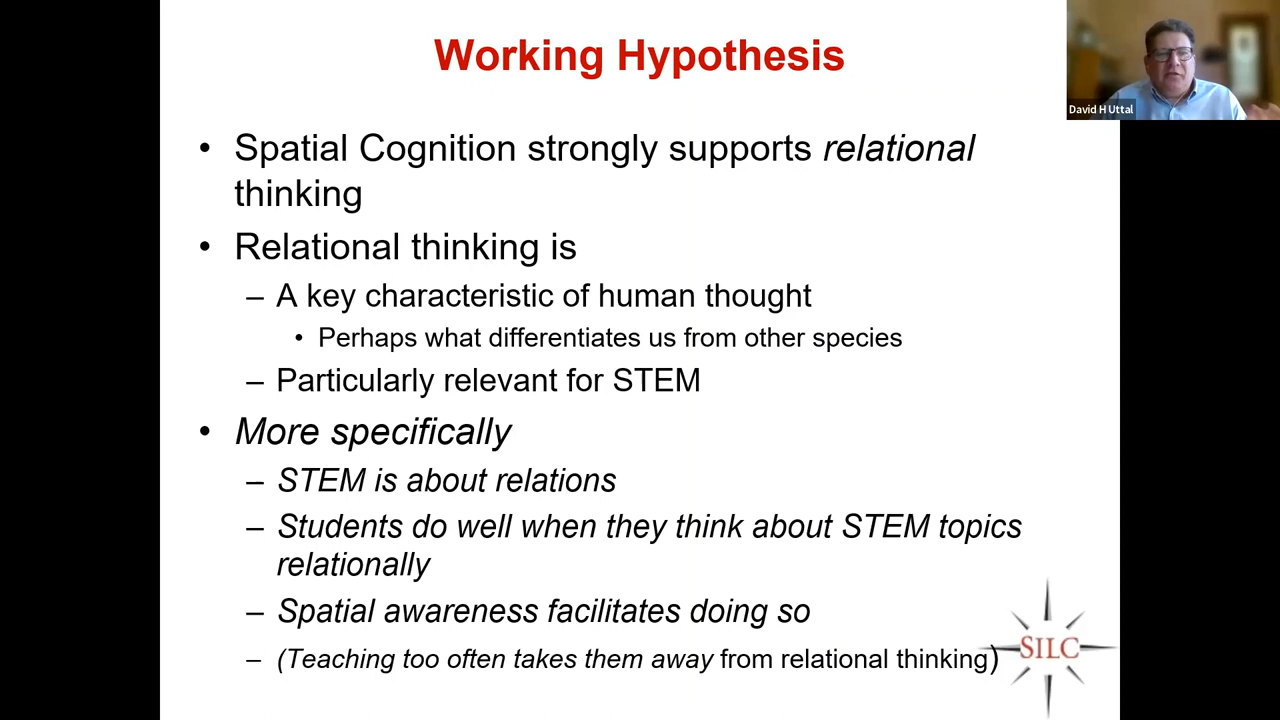 Working Hypothesis
David H Uttal
• Spatial Cognition strongly supports relational
thinking
• Relational thinking is
– A key characteristic of human thought
• Perhaps what differentiates us from other species
– Particularly relevant for STEM
• More specifically
– STEM is about relations
– Students do well when they think about STEM topics
relationally
– Spatial awareness facilitates doing so
– (Teaching too often takes them away from relational thinking)
SILC